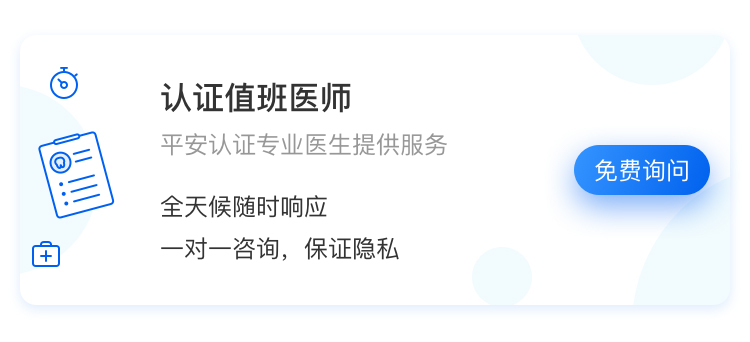 认证值班医师
平安认证专业医生提供服务
全天候随时响应
一对一咨询，保证隐私
免费询问